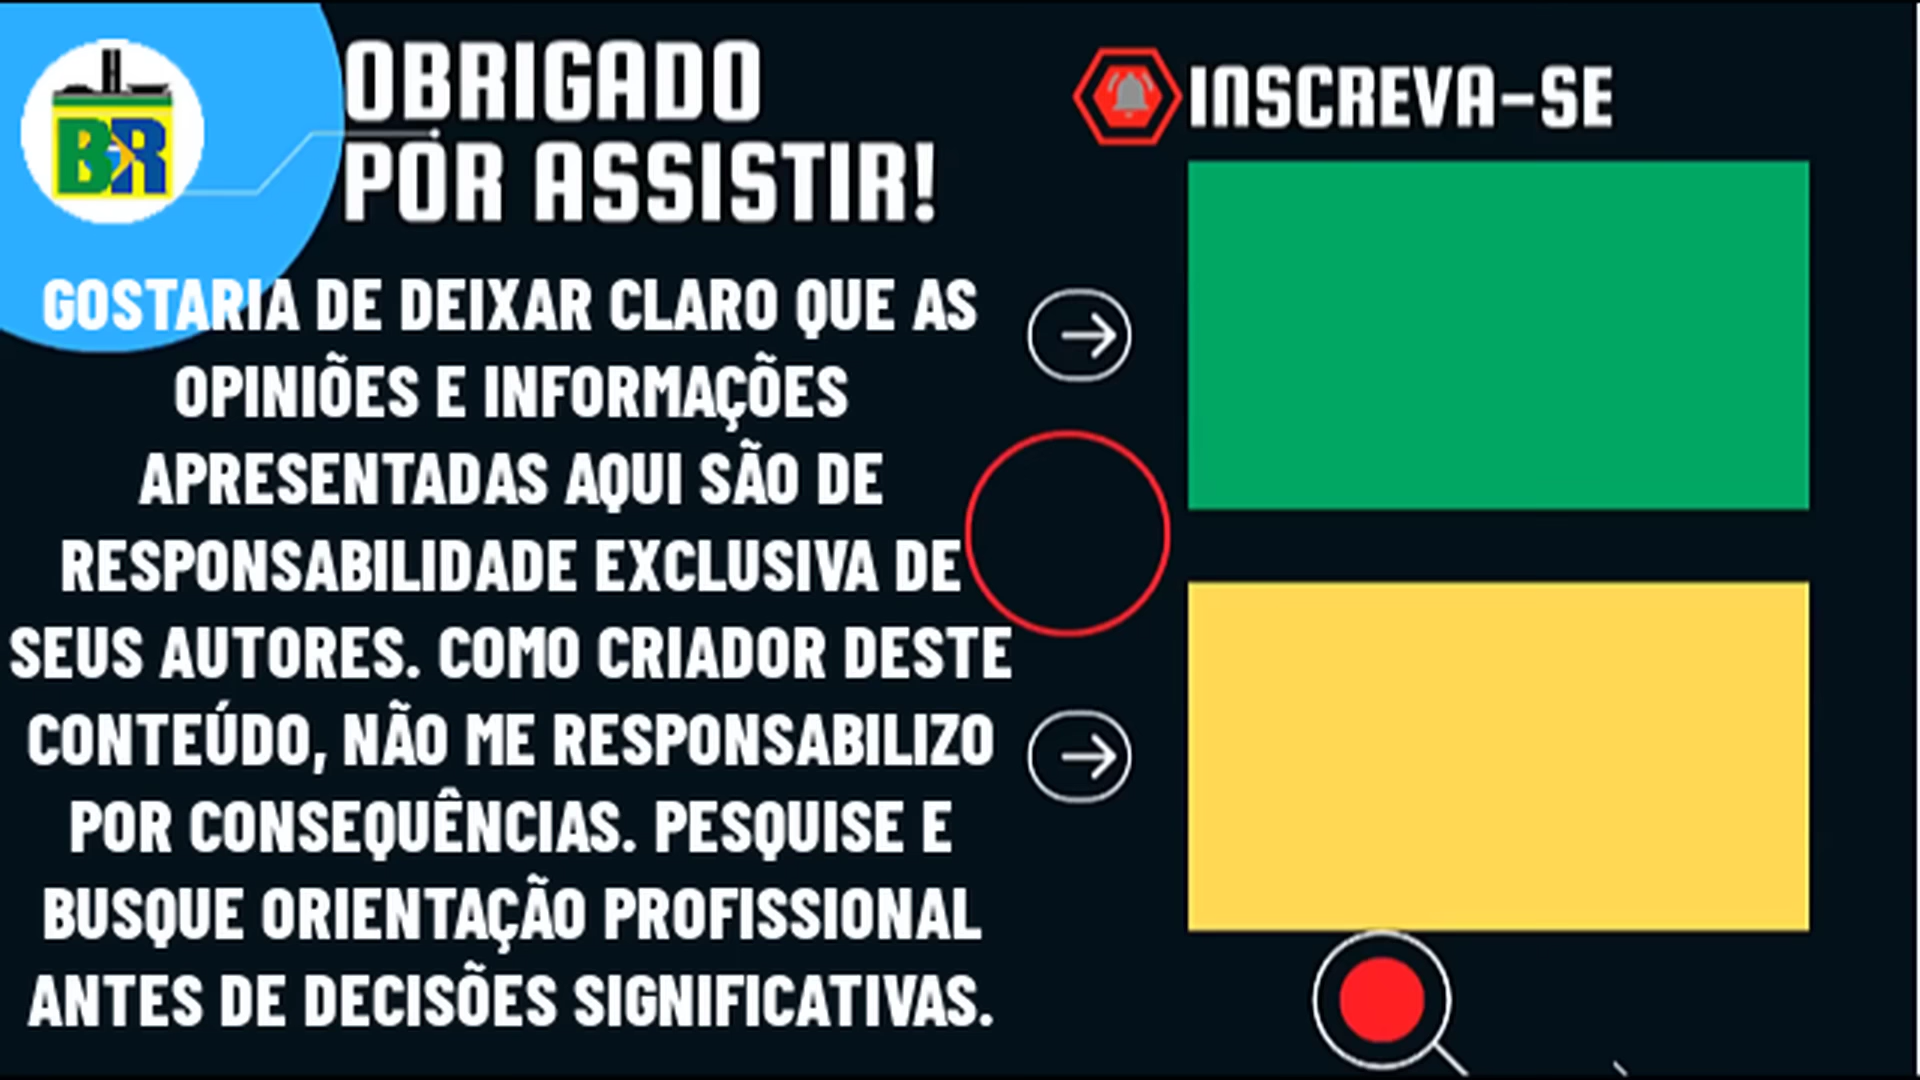 BR
OBRIGADO
POR ASSISTIR!
INSCREVA-SE
GOSTARIA DE DEIXAR CLARO QUE AS
OPINIÕES E INFORMAÇÕES
APRESENTADAS AQUI SÃO DE
RESPONSABILIDADE EXCLUSIVA DE
SEUS AUTORES. COMO CRIADOR DESTE
CONTEÚDO, NÃO ME RESPONSABILIZO
POR CONSEQUÊNCIAS. PESQUISE E
BUSQUE ORIENTAÇÃO PROFISSIONAL
ANTES DE DECISÕES SIGNIFICATIVAS.